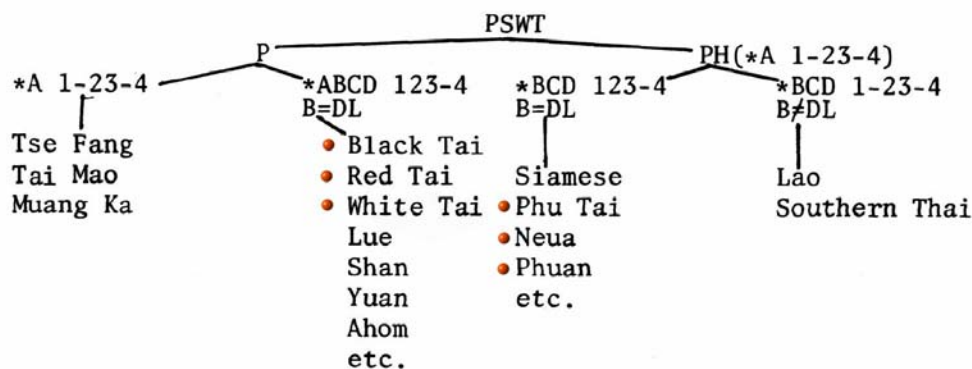 PSWT
P PH(*A 1-23-4)
*A 1-23-4 *ABCD 123-4 *BCD 123-4 *BCD 1-23-4
B=DL B=DL B≠DL
Tse Fang Black Tai
Tai Mao Red Tai Siamese Lao
Muang Ka White Tai Phu Tai Southern Thai
Lue Neua
Shan Phuan
Yuan etc.
Ahom
etc.